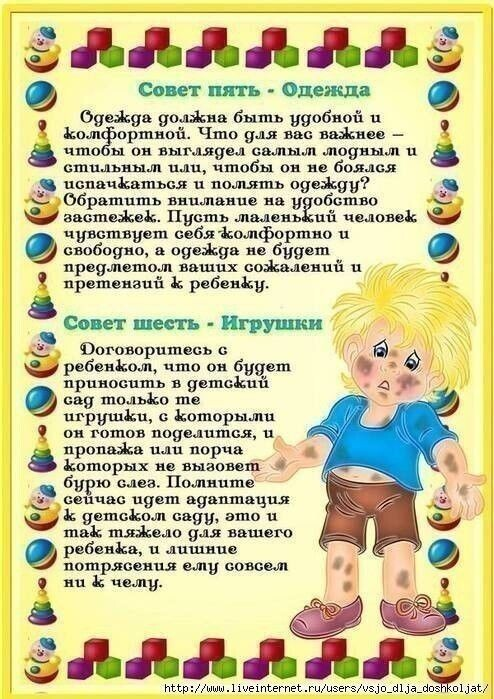 Совет пять - Одежда
Одежда должна быть удобной и
комфортной. Что для вас важнее –
чтобы он выглядел самым модным и
стильным или, чтобы он не боялся
испачкаться и помять одежду?
Обратить внимание на удобство
застежек. Пусть маленький человек
чувствует себя комфортно и
свободно, а одежда не будет
предметом ваших сожалений и
претензий к ребенку.
Совет шесть - Игрушки
Договоритесь с
ребенком, что он будет
приносить в детский
сад только те
игрушки, с которыми
он готов поделится, и
пропажа или порча
которых не вызовет
бурю слез. Помните
сейчас идет адаптация
к детском саду, это и
так тяжело для вашего
ребенка, и лишние
потрясения ему совсем
ни к чему.
http://www.liveinternet.ru/users/vsjo_dlja_doshkoljat/